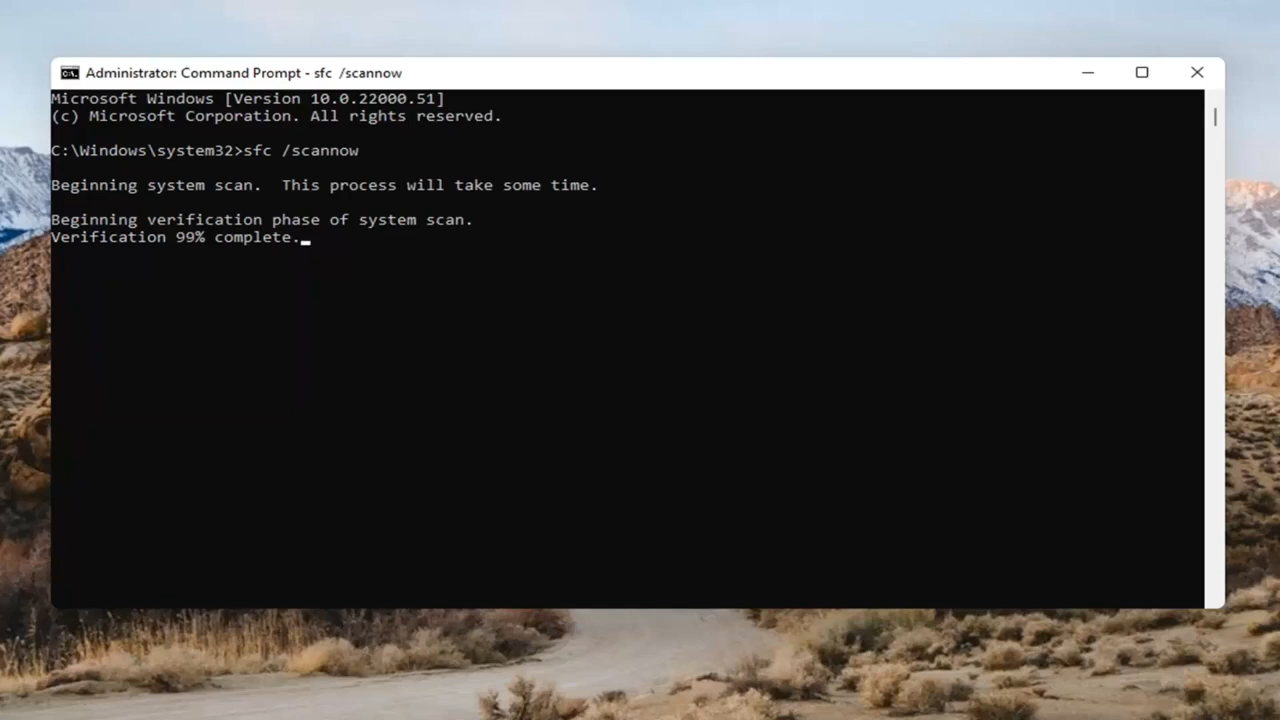 Administrator: Command Prompt - sfc  /scannow
Microsoft Windows [Version 10.0.22000.51]
(c) Microsoft Corporation. All rights reserved.
C:\Windows\system32>sfc /scannow
Beginning system scan.  This process will take some time.
Beginning verification phase of system scan.
Verification 99% complete.